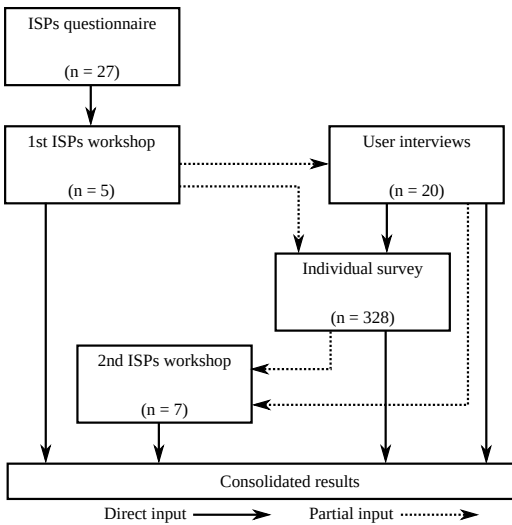 ISPs questionnaire
(n = 27)
1st ISPs workshop
(n = 5)
User interviews
(n = 20)
Individual survey
(n = 328)
2nd ISPs workshop
(n = 7)
Consolidated results
Direct input
Partial input